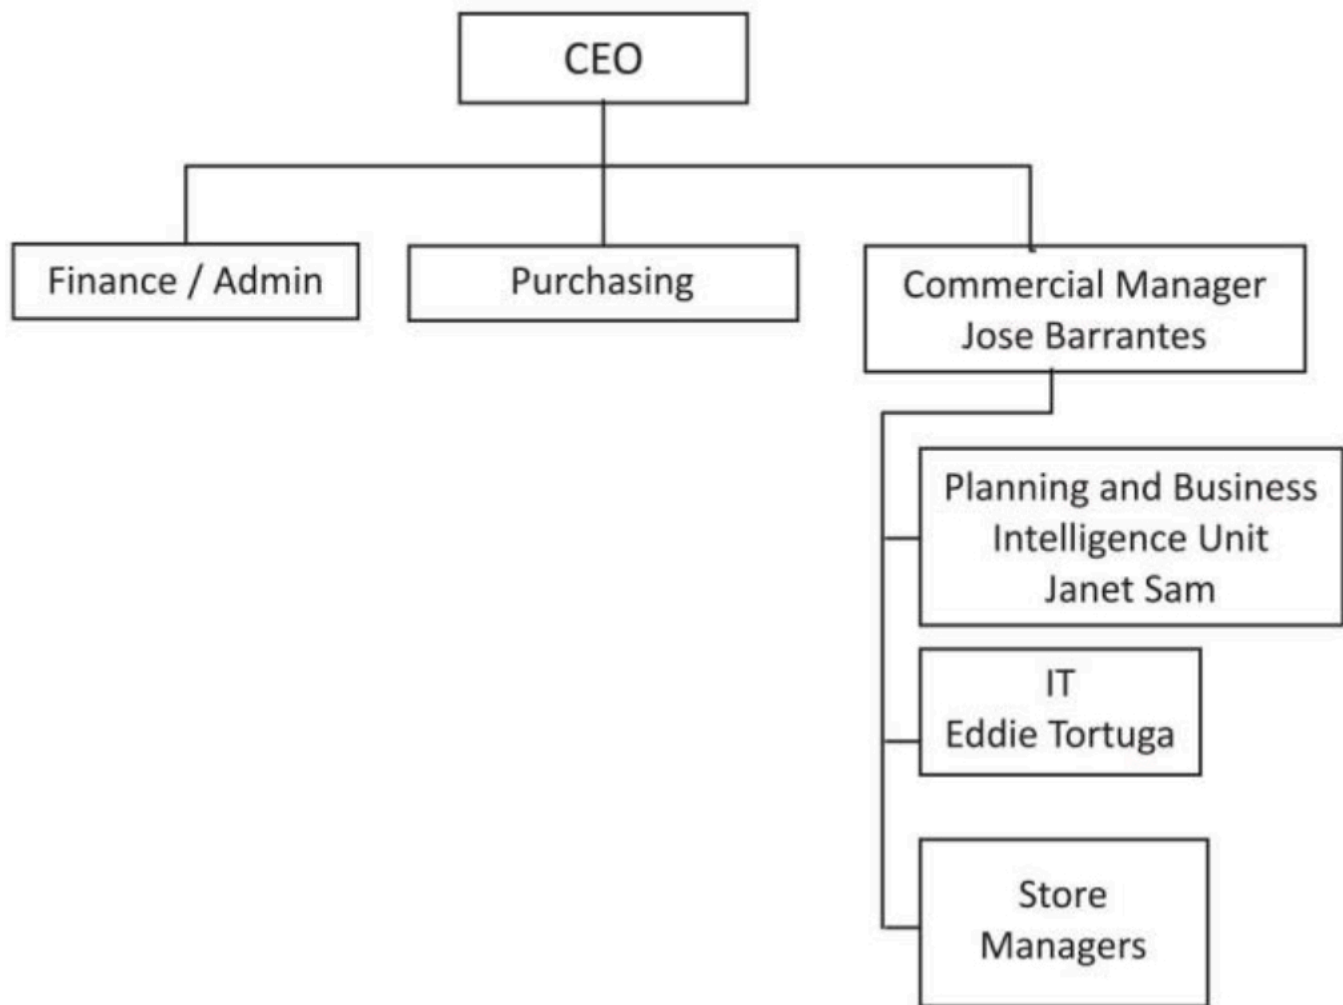 CEO
Finance / Admin
Purchasing
Commercial Manager
Jose Barrantes
Planning and Business
Intelligence Unit
Janet Sam
IT
Eddie Tortuga
Store
Managers